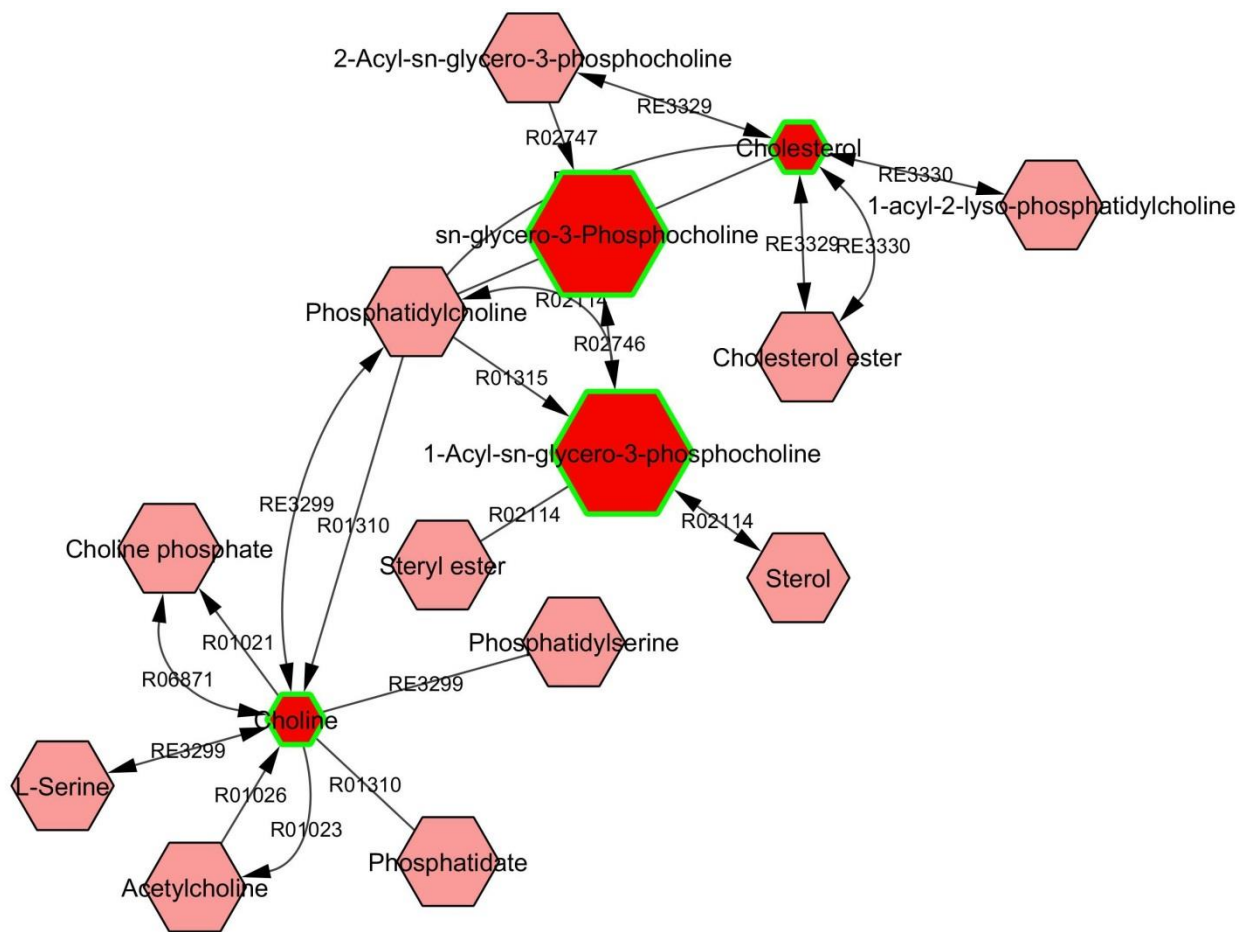 2-Acyl-sn-glycero-3-phosphocholine
RE3329
R02747
Cholesterol
RE3330
1-acyl-2-lyso-phosphatidylcholine
sn-glycero-3-Phosphocholine
RE3329
RE3330
R02114
Phosphatidylcholine
R02746
Cholesterol ester
R01315
1-Acyl-sn-glycero-3-phosphocholine
RE3299
R01310
R02114
R02114
Choline phosphate
Steryl ester
Sterol
R01021
Phosphatidylserine
R06871
RE3299
Choline
RE3299
L-Serine
R01026
R01310
R01023
Phosphatidate
Acetylcholine